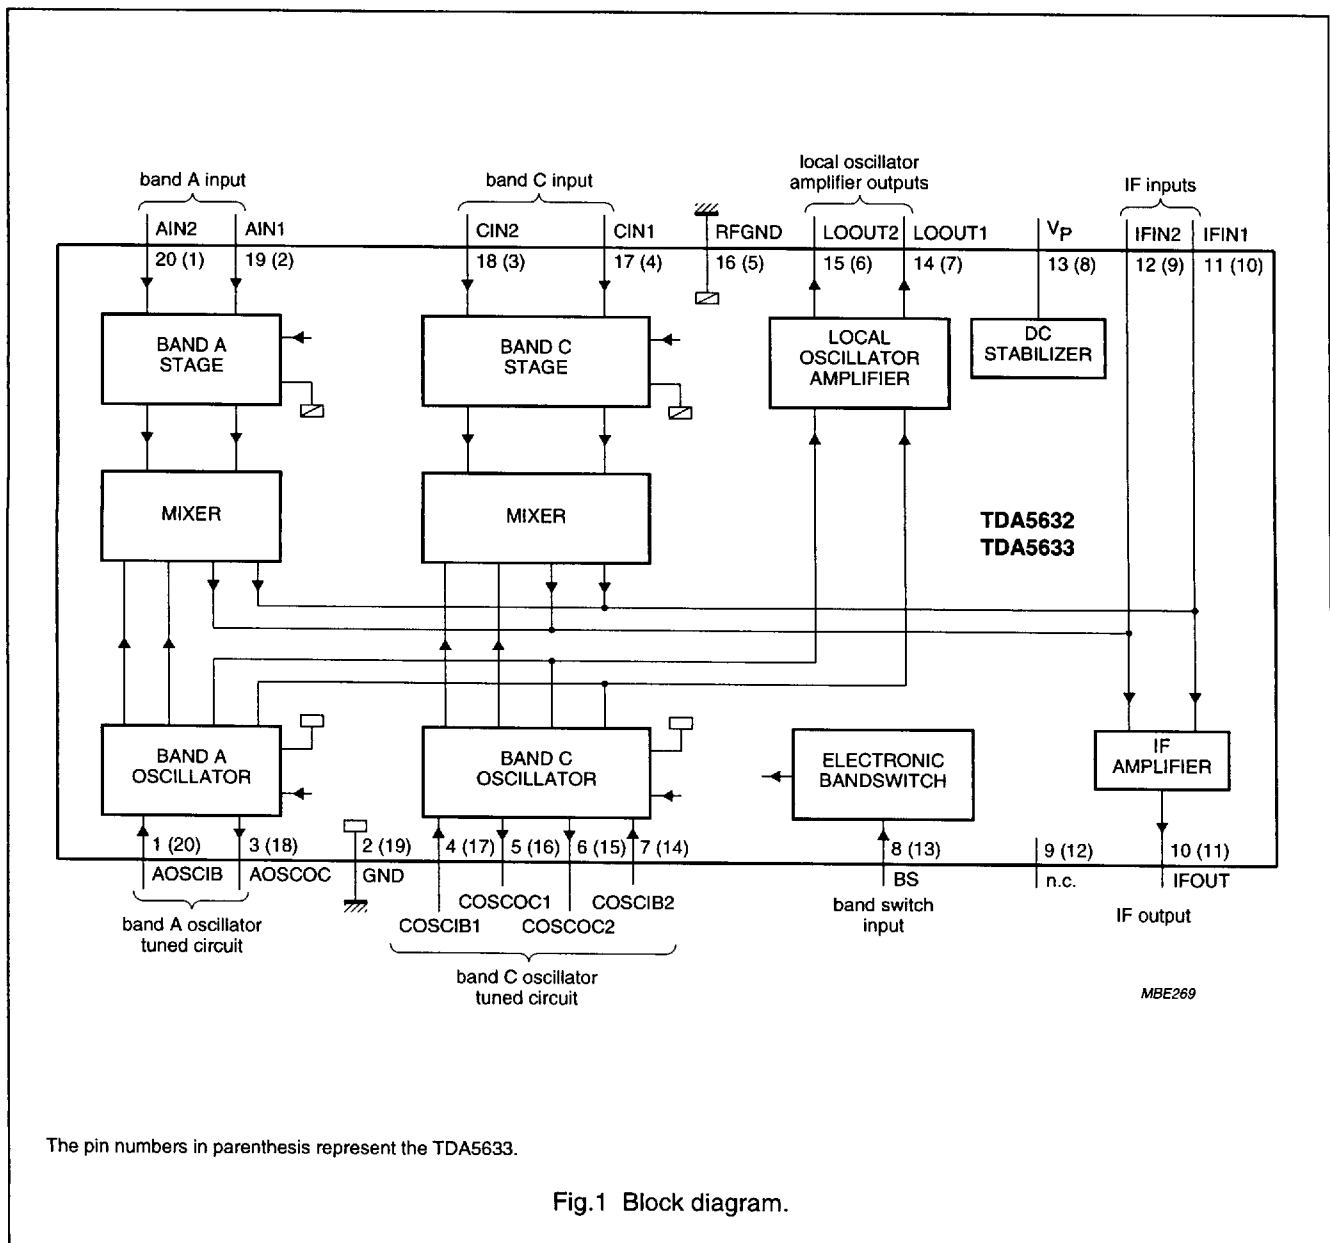 band A input
band C input
local oscillator
amplifier outputs
IF inputs
AIN2
AIN1
CIN2
CIN1
RFGND
LOOUT2
LOOUT1
VP
IFIN2
IFIN1
20 (1)
19 (2)
18 (3)
17 (4)
16 (5)
15 (6)
14 (7)
13 (8)
12 (9)
11 (10)
BAND A
STAGE
BAND C
STAGE
LOCAL
OSCILLATOR
AMPLIFIER
DC
STABILIZER
MIXER
MIXER
TDA5632
TDA5633
BAND A
OSCILLATOR
BAND C
OSCILLATOR
ELECTRONIC
BANDSWITCH
IF
AMPLIFIER
1 (20)
3 (18)
2 (19)
4 (17)
5 (16)
6 (15)
7 (14)
8 (13)
9 (12)
10 (11)
AOSCIB
AOSCOC
GND
COSCIB1
COSCOC1
COSCOC2
COSCIB2
BS
n.c.
IFOUT
band A oscillator
tuned circuit
band C oscillator
tuned circuit
band switch
input
IF output
MBE269
The pin numbers in parenthesis represent the TDA5633.
Fig.1 Block diagram.